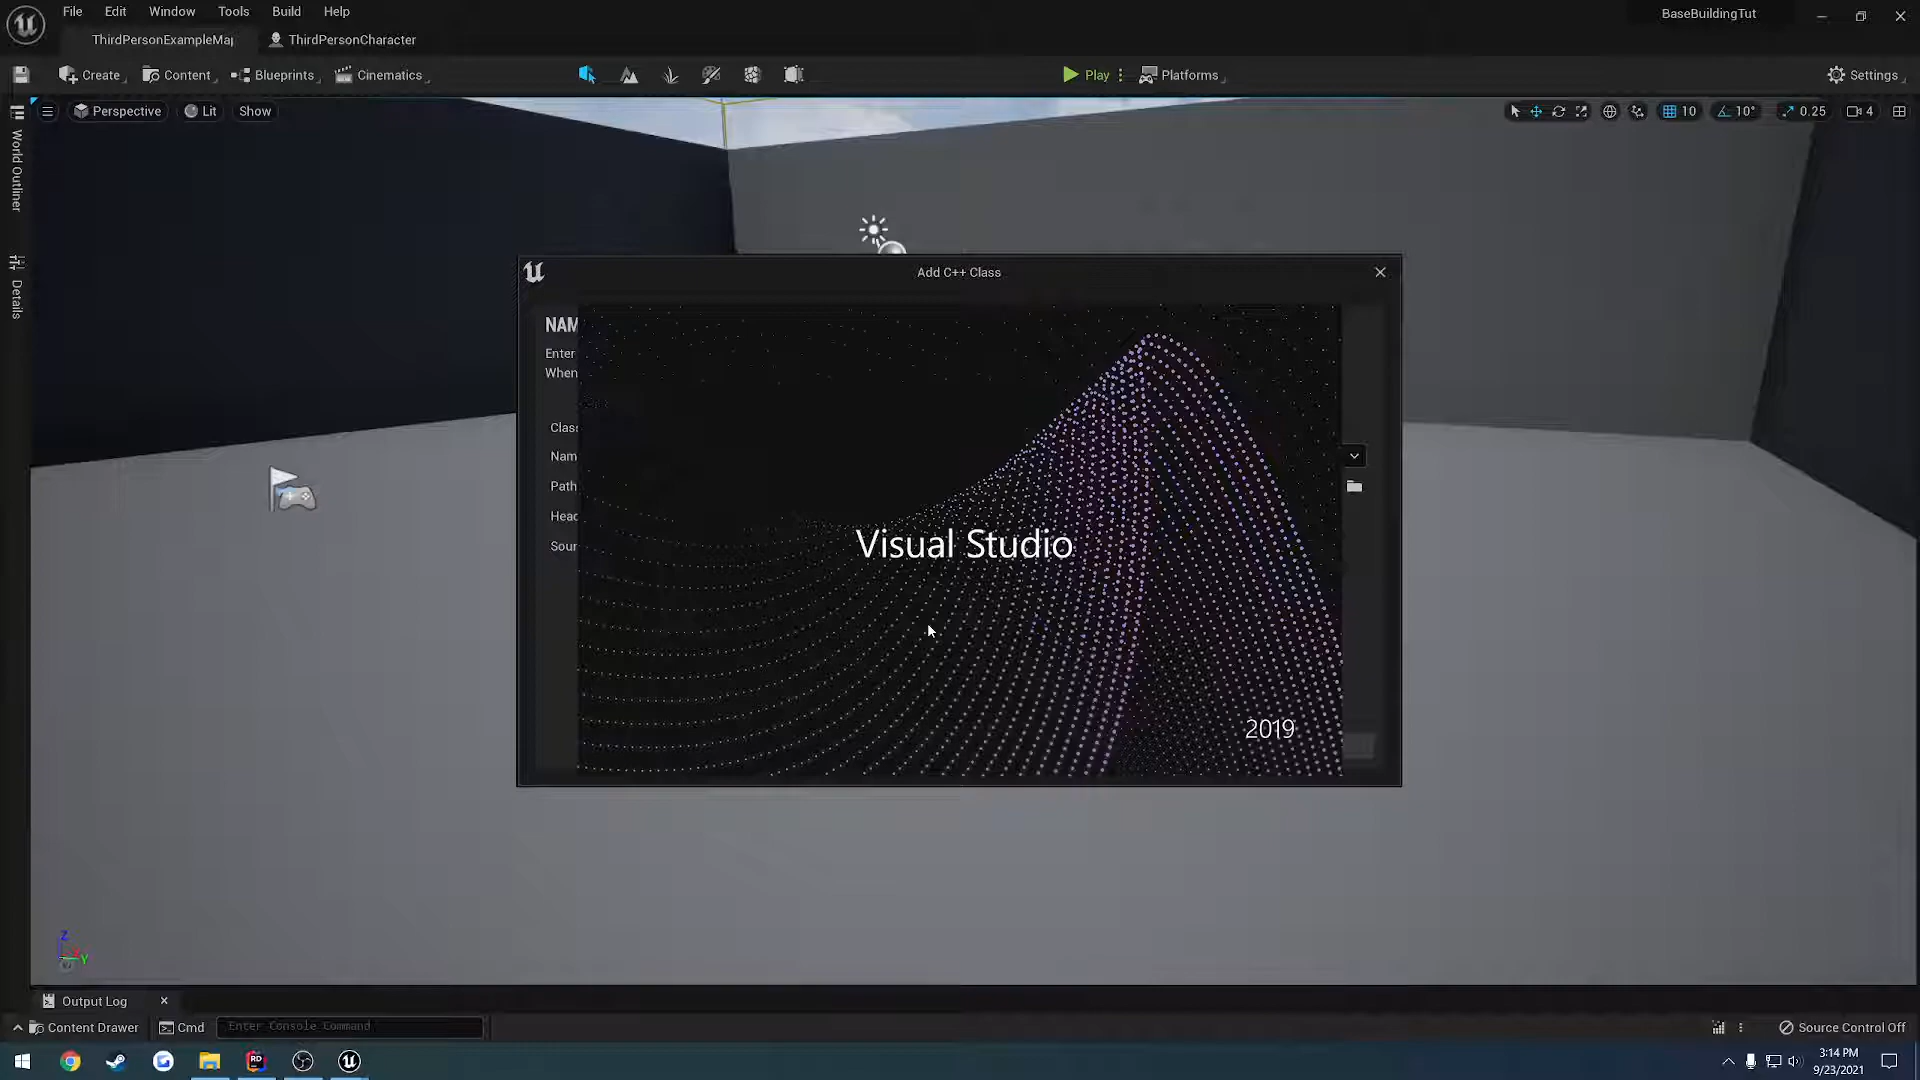 File Edit Window Tools Build Help
BaseBuildingTut
ThirdPersonExampleMap
ThirdPersonCharacter
Create Content Blueprints Cinematics
Play Platforms
Settings
Perspective Lit Show
10 10° 0.25 4
World Outliner
Details
Add C++ Class
NAM
Enter
When
Class
Nam
Path
Head
Sour
Visual Studio
2019
Z
Y
Output Log
Content Drawer Cmd Enter Console Command
Source Control Off
RD
3:14 PM
9/23/2021